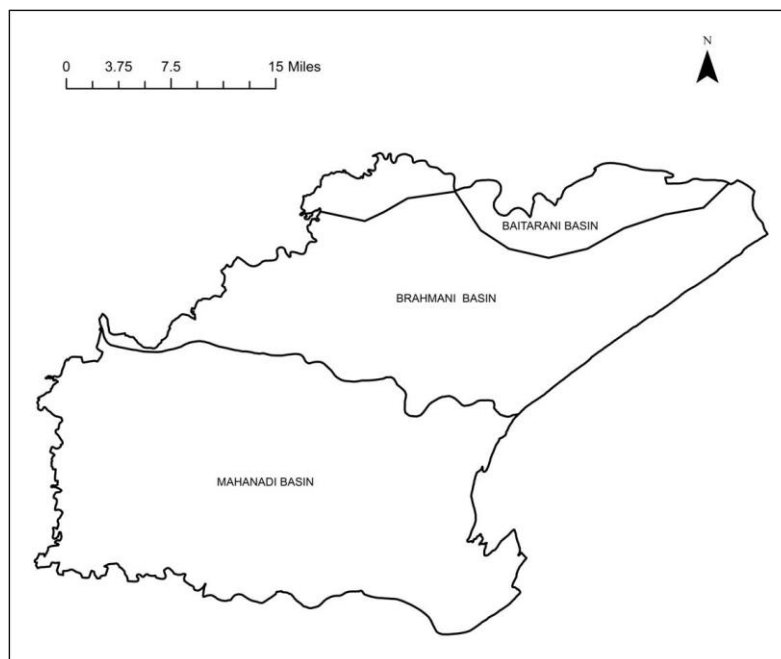 N
0 3.75 7.5 15 Miles
BAITARANI BASIN
BRAHMANI BASIN
MAHANADI BASIN